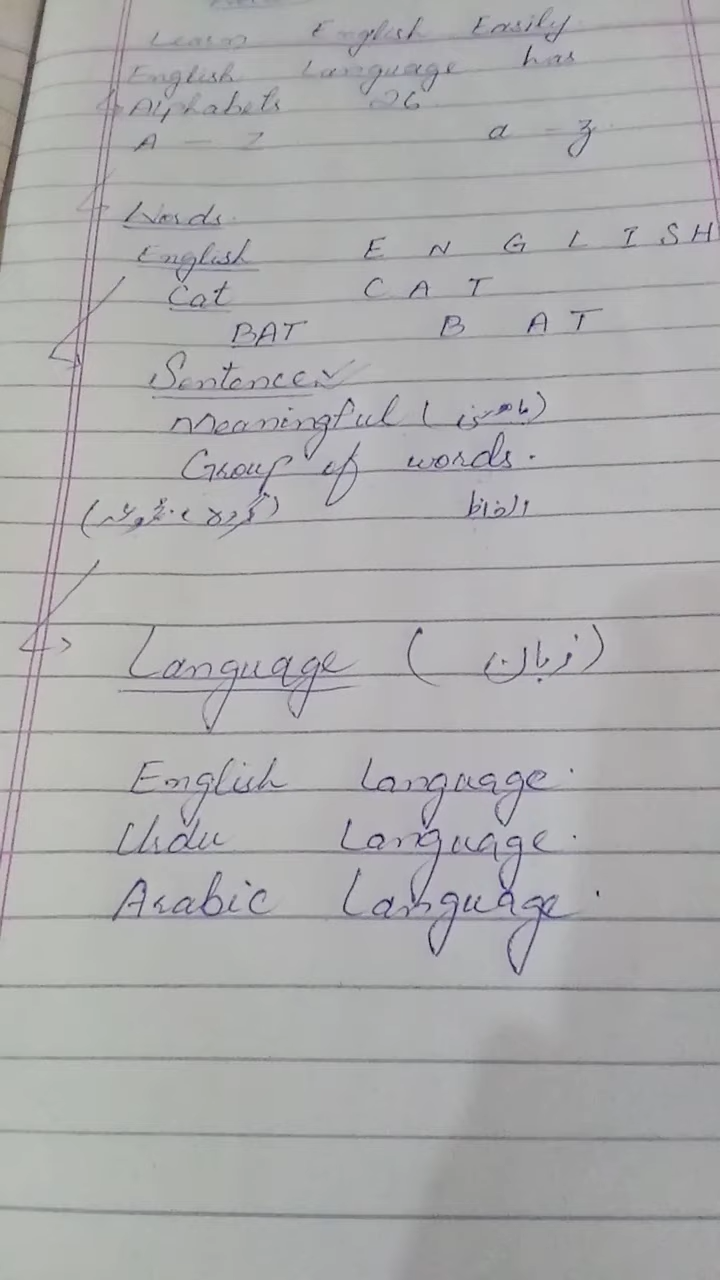 Learn English Easily
English Language has
Alphabets 26
A — Z a - z
Words.
English E N G L I S H
Cat C A T
BAT B A T
Sentence
Meaningful (بامعنی)
Group of words.
الفاظ
Language (زبان)
English Language.
Urdu Language.
Arabic Language.